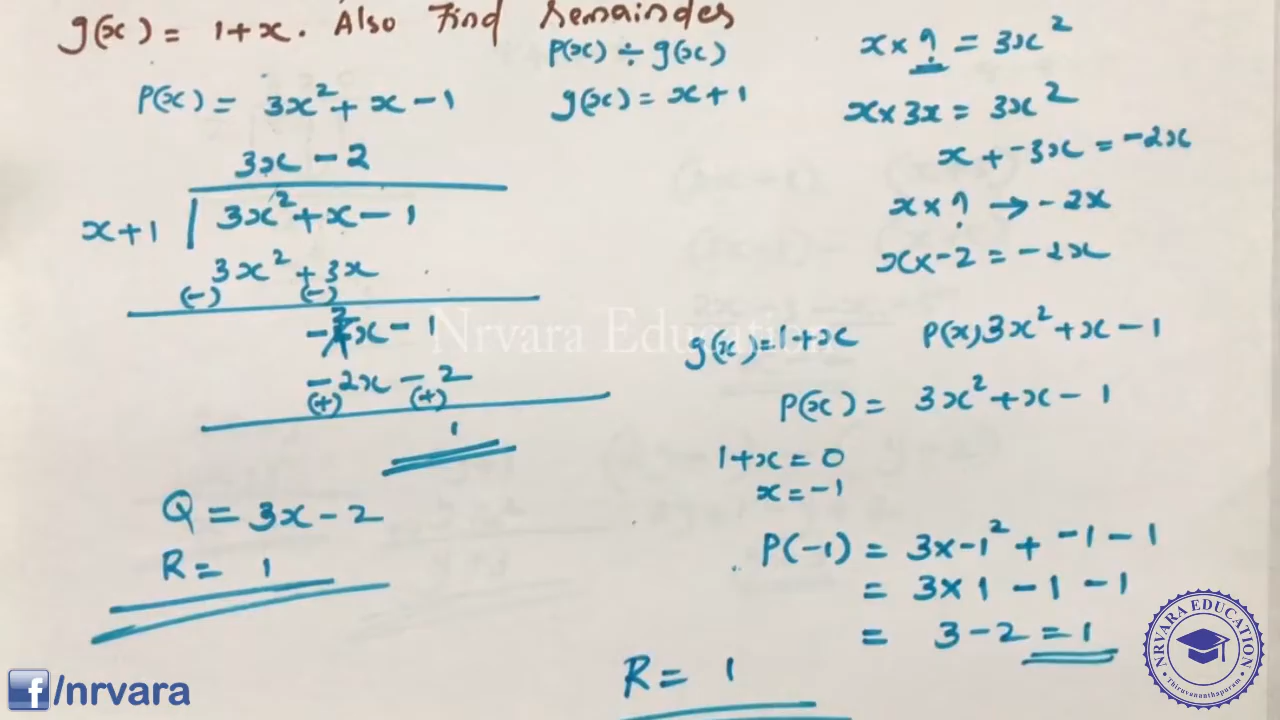 g(x) = 1+x. Also Find Remainder
P(x) ÷ g(x)
P(x) = 3x² + x - 1
g(x) = x + 1
3x - 2
x+1 3x² + x - 1
3x² + 3x
(-) (-)
-2x - 1
-2x - 2
(+) (+)
1
Q = 3x - 2
R = 1
x × ? = 3x²
x × 3x = 3x²
x + -3x = -2x
x × ? → -2x
x × -2 = -2x
g(x) = 1+x P(x) 3x² + x - 1
P(x) = 3x² + x - 1
1+x = 0
x = -1
P(-1) = 3×-1² + -1 - 1
= 3×1 - 1 - 1
= 3 - 2 = 1
R = 1
Nrvara Education
f/nrvara
NRVARA EDUCATION
Thiruvananthapuram